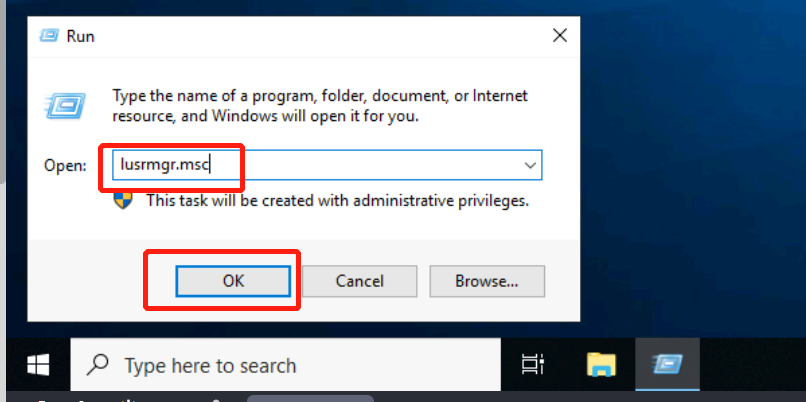 Run
Type the name of a program, folder, document, or Internet
resource, and Windows will open it for you.
Open: lusrmgr.msc
This task will be created with administrative privileges.
OK Cancel Browse...
Type here to search